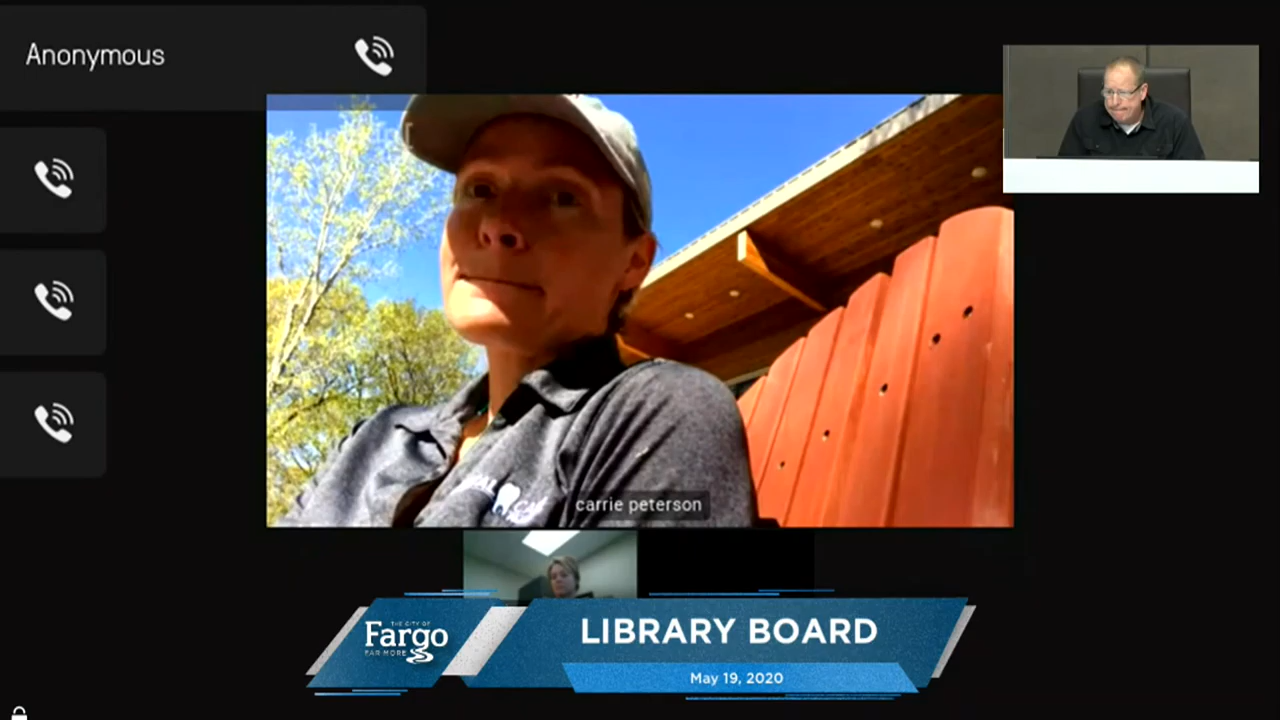 Anonymous
carrie peterson
THE CITY OF
Fargo
FAR MORE
LIBRARY BOARD
May 19, 2020